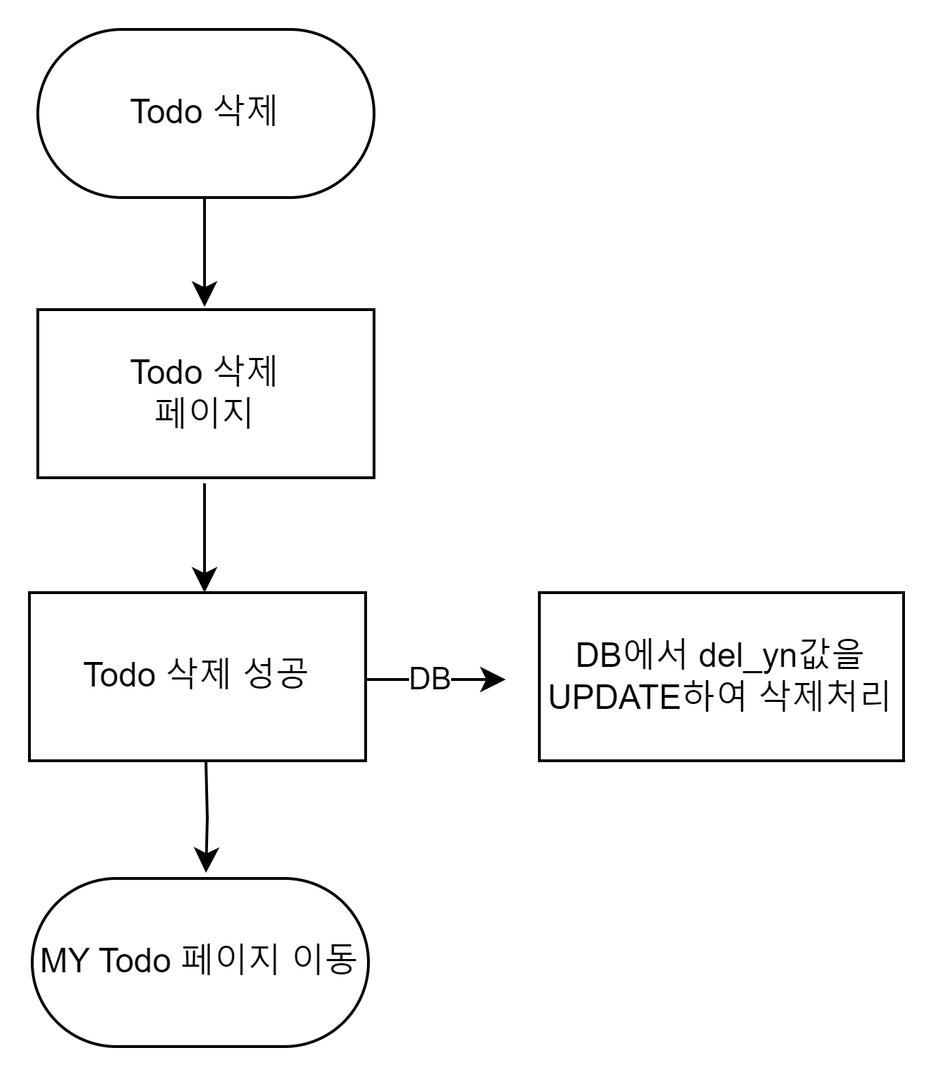 Todo 삭제
Todo 삭제
페이지
Todo 삭제 성공
DB
DB에서 del_yn값을
UPDATE하여 삭제처리
MY Todo 페이지 이동